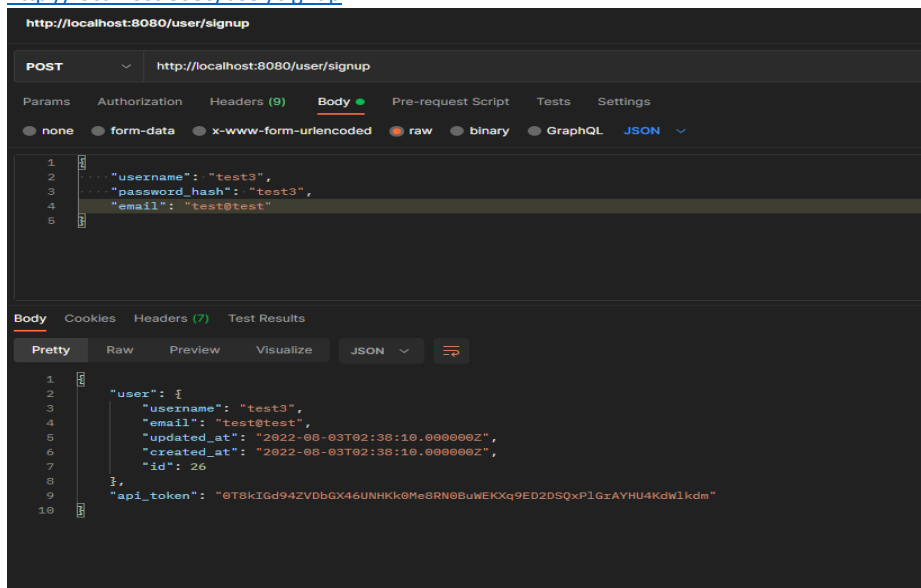 http://localhost:8080/user/signup
POST http://localhost:8080/user/signup
Params Authorization Headers (9) Body Pre-request Script Tests Settings
none form-data x-www-form-urlencoded raw binary GraphQL JSON
1 {
2 "username": "test3",
3 "password_hash": "test3",
4 "email": "test@test"
5 }
Body Cookies Headers (7) Test Results
Pretty Raw Preview Visualize JSON
1 {
2 "user": {
3 "username": "test3",
4 "email": "test@test",
5 "updated_at": "2022-08-03T02:38:10.000000Z",
6 "created_at": "2022-08-03T02:38:10.000000Z",
7 "id": 26
8 },
9 "api_token": "0T8kIGd94ZVDbGX46UNHKk0Me8RN0BuWEKXq9ED2DSQxPlGrAYHU4KdWlkdm"
10 }